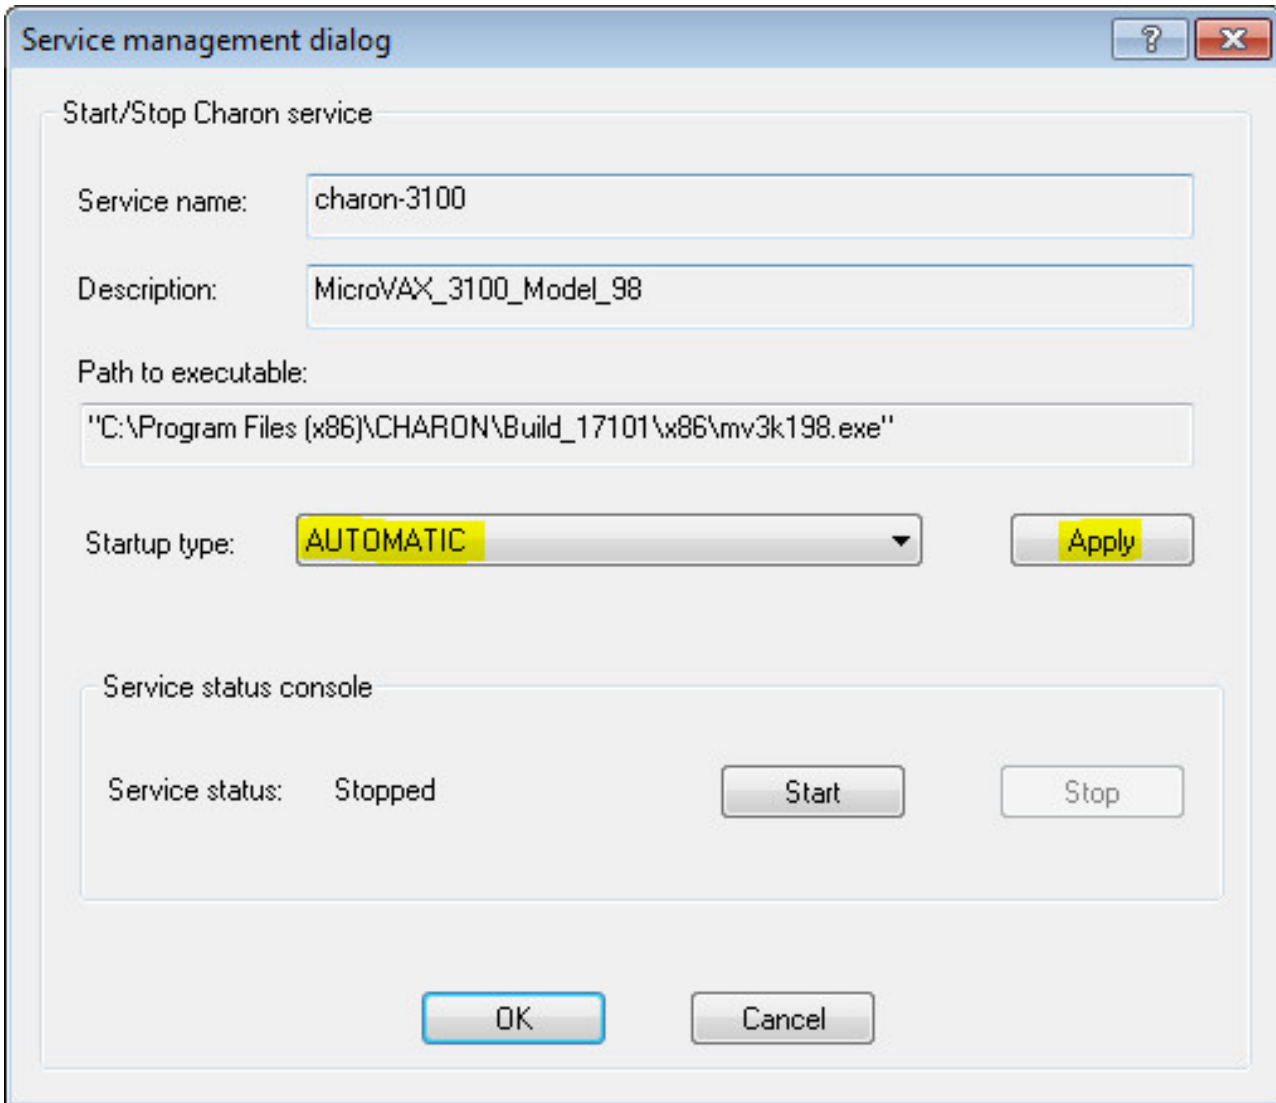 Service management dialog
Start/Stop Charon service
Service name: charon-3100
Description: MicroVAX_3100_Model_98
Path to executable:
"C:\Program Files (x86)\CHARON\Build_17101\x86\mv3k198.exe"
Startup type: AUTOMATIC Apply
Service status console
Service status: Stopped Start Stop
OK Cancel